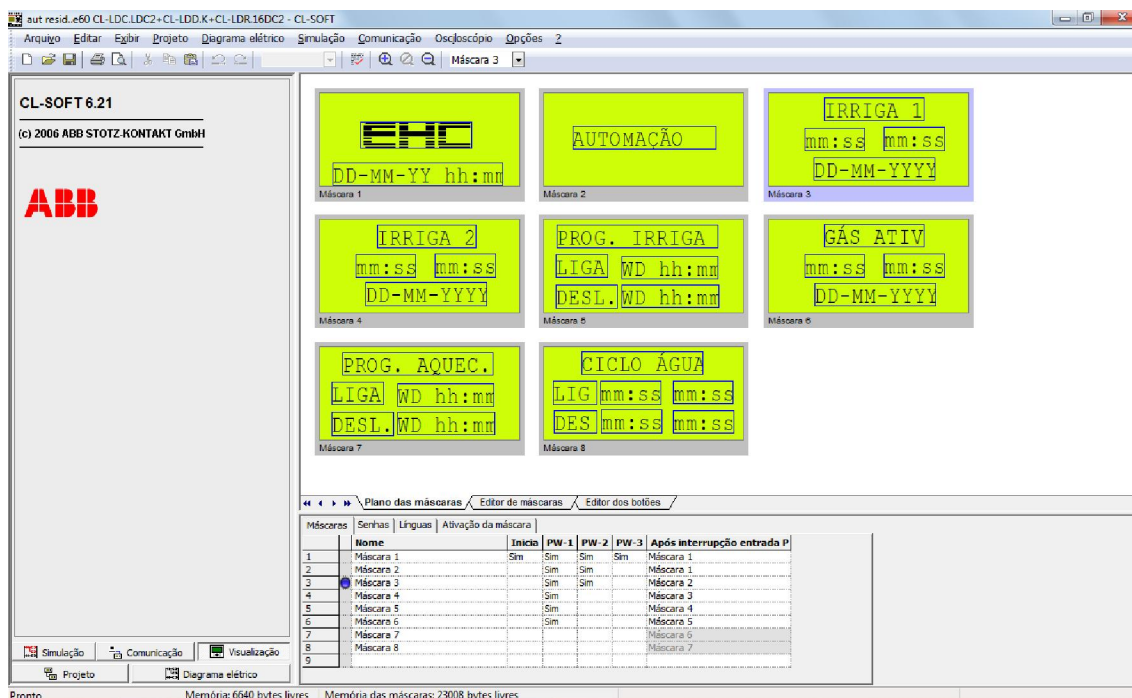 aut resid..e60 CL-LDC.LDC2+CL-LDD.K+CL-LDR.16DC2 - CL-SOFT
Arquivo Editar Exibir Projeto Diagrama elétrico Simulação Comunicação Osciloscópio Opções ?
Máscara 3
CL-SOFT 6.21
(c) 2006 ABB STOTZ-KONTAKT GmbH
ABB
EHC
DD-MM-YY hh:mm
Máscara 1
AUTOMAÇÃO
Máscara 2
IRRIGA 1
mm:ss mm:ss
DD-MM-YYYY
Máscara 3
IRRIGA 2
mm:ss mm:ss
DD-MM-YYYY
Máscara 4
PROG. IRRIGA
LIGA WD hh:mm
DESL. WD hh:mm
Máscara 5
GÁS ATIV
mm:ss mm:ss
DD-MM-YYYY
Máscara 6
PROG. AQUEC.
LIGA WD hh:mm
DESL. WD hh:mm
Máscara 7
CICLO ÁGUA
LIG mm:ss mm:ss
DES mm:ss mm:ss
Máscara 8
Plano das máscaras Editor de máscaras Editor dos botões
Máscaras Senhas Línguas Ativação da máscara
Nome Inicia PW-1 PW-2 PW-3 Após interrupção entrada P
1 Máscara 1 Sim Sim Sim Sim Máscara 1
2 Máscara 2 Sim Sim Máscara 1
3 Máscara 3 Sim Sim Máscara 2
4 Máscara 4 Sim Máscara 3
5 Máscara 5 Sim Máscara 4
6 Máscara 6 Sim Máscara 5
7 Máscara 7 Máscara 6
8 Máscara 8 Máscara 7
9
Simulação Comunicação Visualização
Projeto Diagrama elétrico
Pronto Memória: 6640 bytes livres Memória das máscaras: 23008 bytes livres